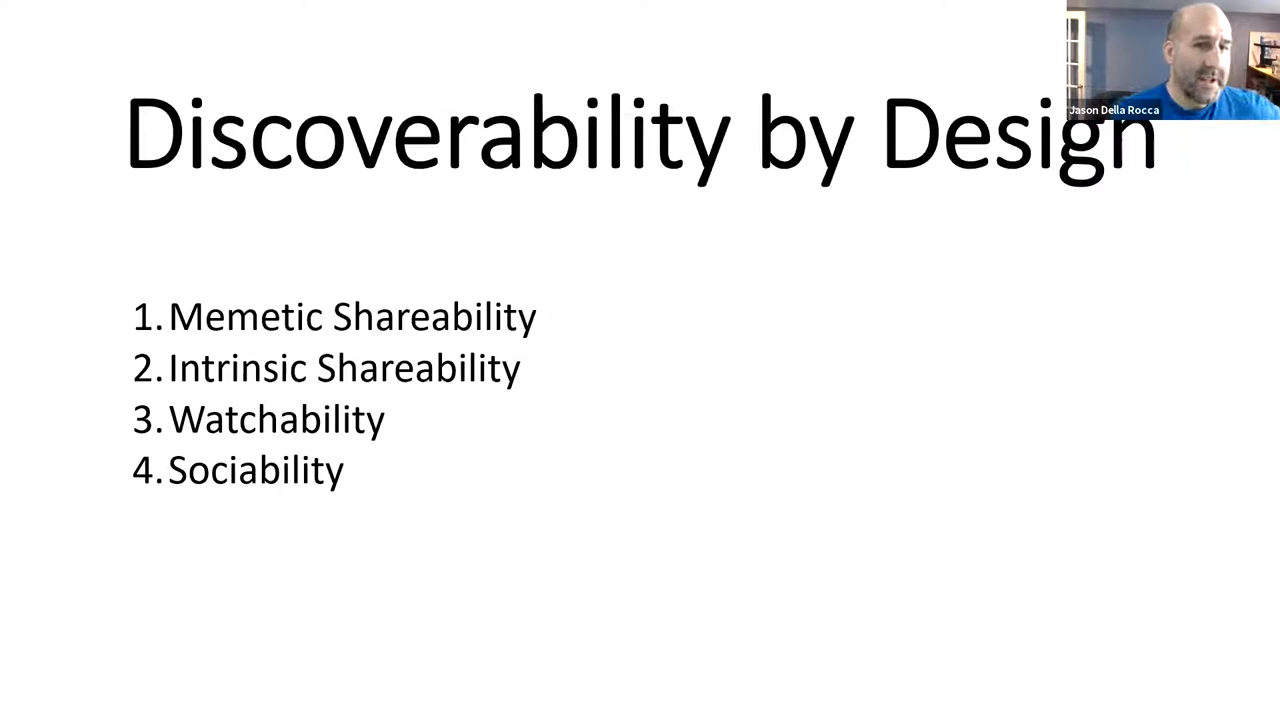 Discoverability by Design
Jason Della Rocca
1. Memetic Shareability
2. Intrinsic Shareability
3. Watchability
4. Sociability